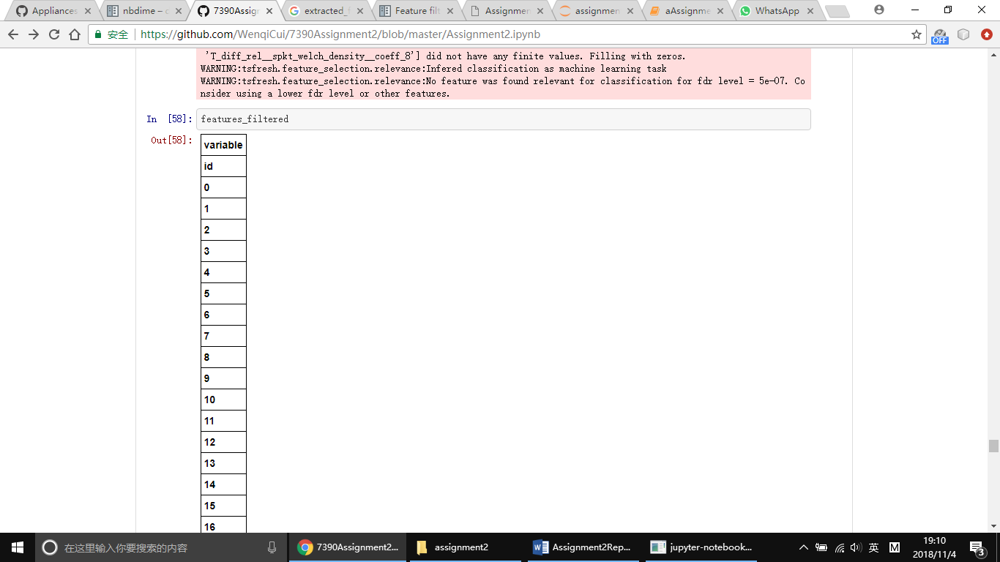 Appliances
nbdime – c
7390Assign
extracted_f
Feature filt
Assignmen
assignmen
aAssignme
WhatsApp
安全
https://github.com/WenqiCui/7390Assignment2/blob/master/Assignment2.ipynb
OFF
'T_diff_rel__spkt_welch_density__coeff_8'] did not have any finite values. Filling with zeros.
WARNING:tsfresh.feature_selection.relevance:Infered classification as machine learning task
WARNING:tsfresh.feature_selection.relevance:No feature was found relevant for classification for fdr level = 5e-07. Co
nsider using a lower fdr level or other features.
In [58]: features_filtered
Out[58]:
variable
id
0
1
2
3
4
5
6
7
8
9
10
11
12
13
14
15
16
在这里输入你要搜索的内容
7390Assignment2...
assignment2
Assignment2Rep...
jupyter-notebook...
英
M
19:10
2018/11/4
3